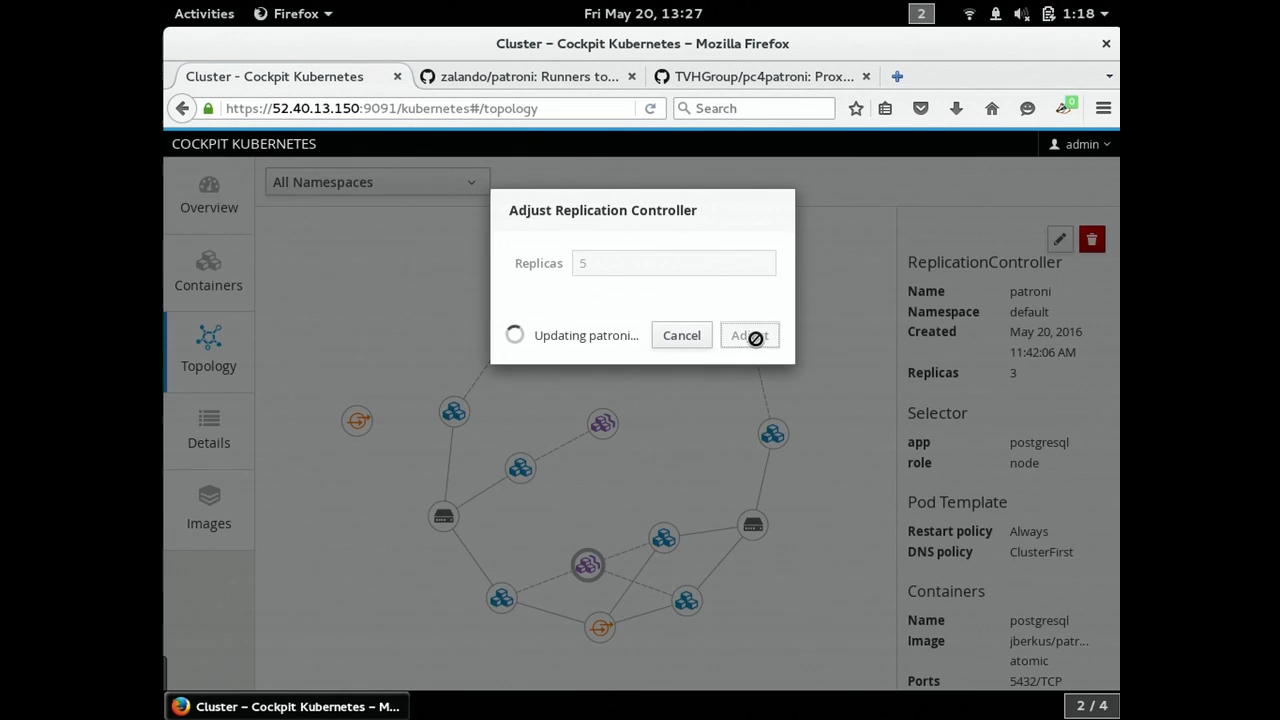 Activities Firefox Fri May 20, 13:27 2 1:18
Cluster – Cockpit Kubernetes – Mozilla Firefox
Cluster - Cockpit Kubernetes zalando/patroni: Runners to... TVHGroup/pc4patroni: Prox...
https://52.40.13.150:9091/kubernetes#/topology Search 0
COCKPIT KUBERNETES admin
All Namespaces
Overview
Containers
Topology
Details
Images
Adjust Replication Controller
Replicas 5
Updating patroni... Cancel
ReplicationController
Name patroni
Namespace default
Created May 20, 2016
11:42:06 AM
Replicas 3
Selector
app postgresql
role node
Pod Template
Restart policy Always
DNS policy ClusterFirst
Containers
Name postgresql
Image jberkus/patr...
atomic
Ports 5432/TCP
Cluster – Cockpit Kubernetes – M... 2 / 4